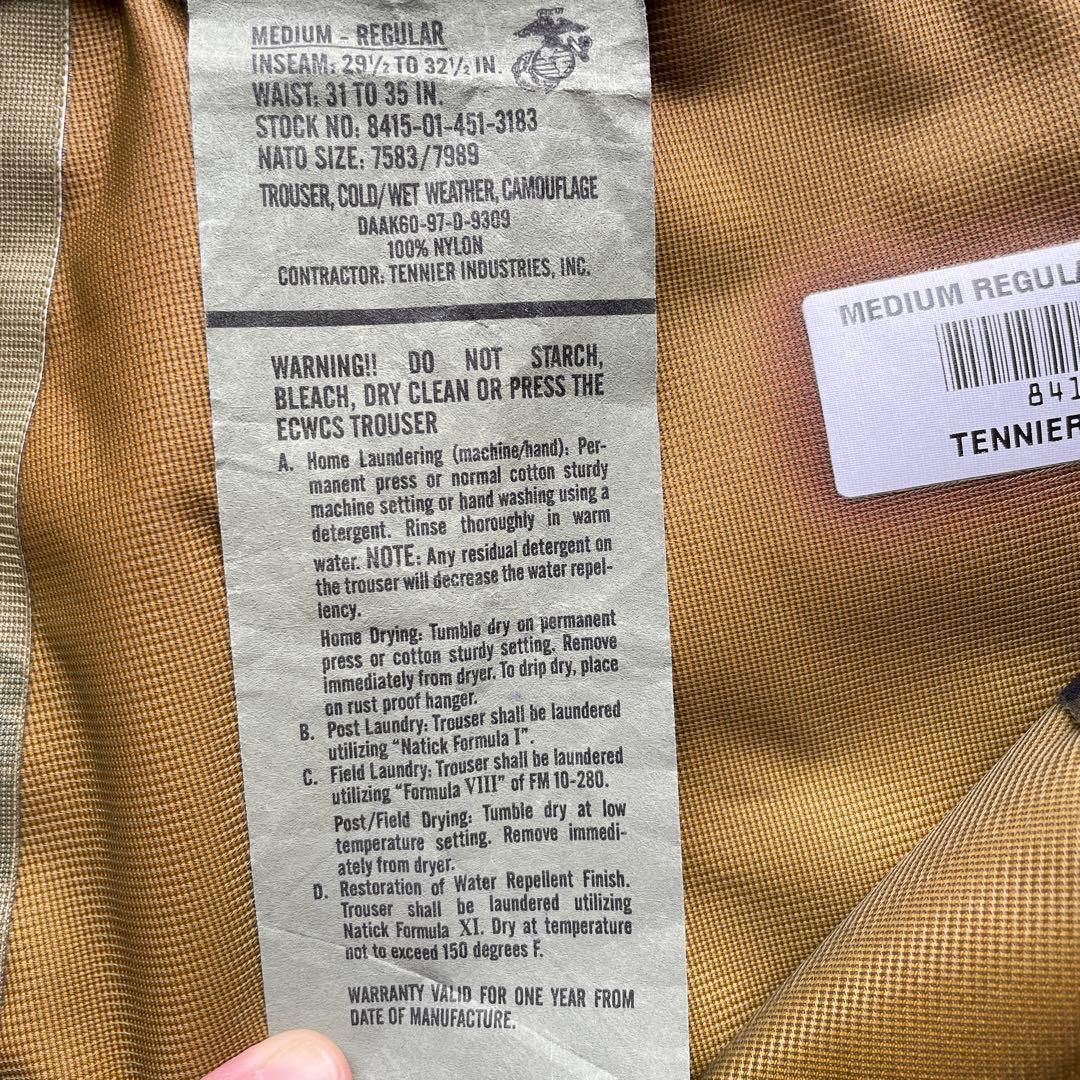 MEDIUM - REGULAR
INSEAM: 29 1/2 TO 32 1/2 IN.
WAIST: 31 TO 35 IN.
STOCK NO: 8415-01-451-3183
NATO SIZE: 7583/7989
TROUSER, COLD/WET WEATHER, CAMOUFLAGE
DAAK60-97-D-9309
100% NYLON
CONTRACTOR: TENNIER INDUSTRIES, INC.
WARNING!! DO NOT STARCH,
BLEACH, DRY CLEAN OR PRESS THE
ECWCS TROUSER
A. Home Laundering (machine/hand): Per-
manent press or normal cotton sturdy
machine setting or hand washing using a
detergent. Rinse thoroughly in warm
water. NOTE: Any residual detergent on
the trouser will decrease the water repel-
lency.
Home Drying: Tumble dry on permanent
press or cotton sturdy setting. Remove
immediately from dryer. To drip dry, place
on rust proof hanger.
B. Post Laundry: Trouser shall be laundered
utilizing "Natick Formula I".
C. Field Laundry: Trouser shall be laundered
utilizing "Formula VIII" of FM 10-280.
Post/Field Drying: Tumble dry at low
temperature setting. Remove immedi-
ately from dryer.
D. Restoration of Water Repellent Finish.
Trouser shall be laundered utilizing
Natick Formula XI. Dry at temperature
not to exceed 150 degrees F.
WARRANTY VALID FOR ONE YEAR FROM
DATE OF MANUFACTURE.
MEDIUM REGULA
841
TENNIER